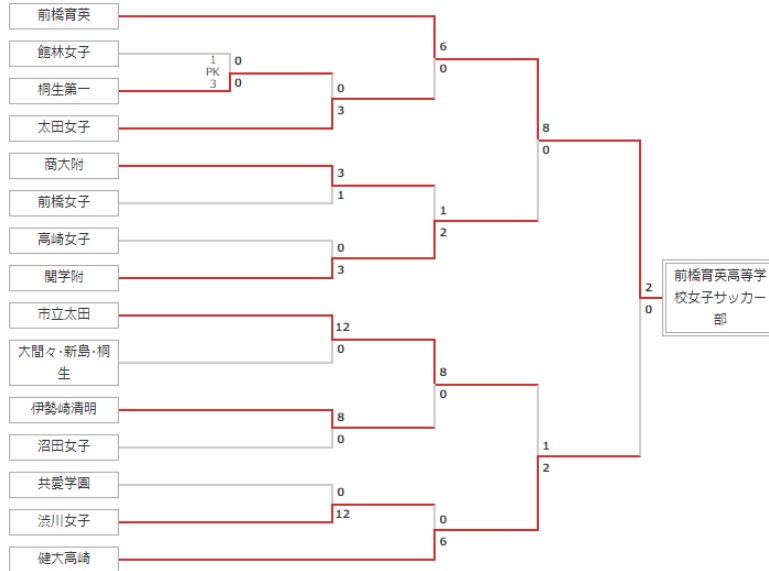 前橋育英
館林女子
桐生第一
太田女子
商大附
前橋女子
高崎女子
関学附
市立太田
大間々・新島・桐
生
伊勢崎清明
沼田女子
共愛学園
渋川女子
健大高崎
1
PK
3
0
0
0
3
3
1
0
3
12
0
8
0
0
12
6
0
1
2
8
0
0
6
8
0
1
2
2
0
前橋育英高等学
校女子サッカー
部